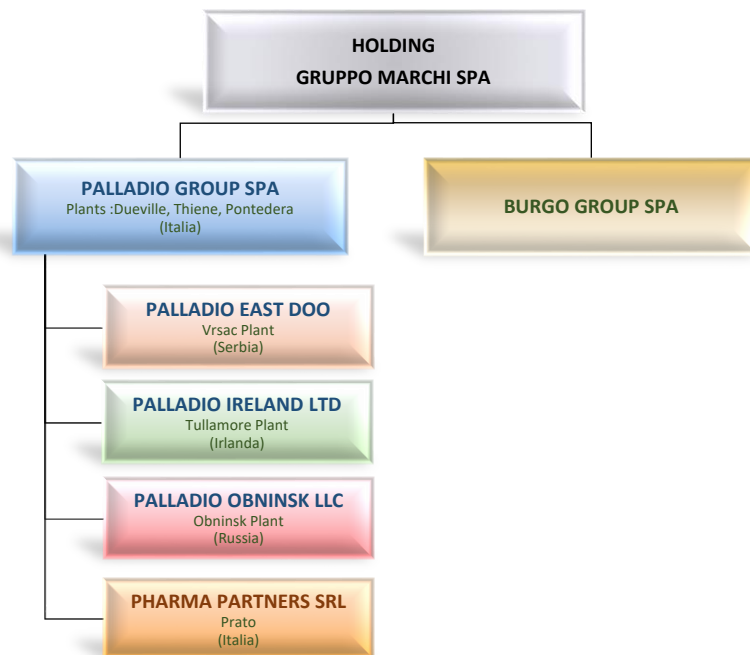 HOLDING
GRUPPO MARCHI SPA
PALLADIO GROUP SPA
Plants :Dueville, Thiene, Pontedera
(Italia)
BURGO GROUP SPA
PALLADIO EAST DOO
Vrsac Plant
(Serbia)
PALLADIO IRELAND LTD
Tullamore Plant
(Irlanda)
PALLADIO OBNINSK LLC
Obninsk Plant
(Russia)
PHARMA PARTNERS SRL
Prato
(Italia)